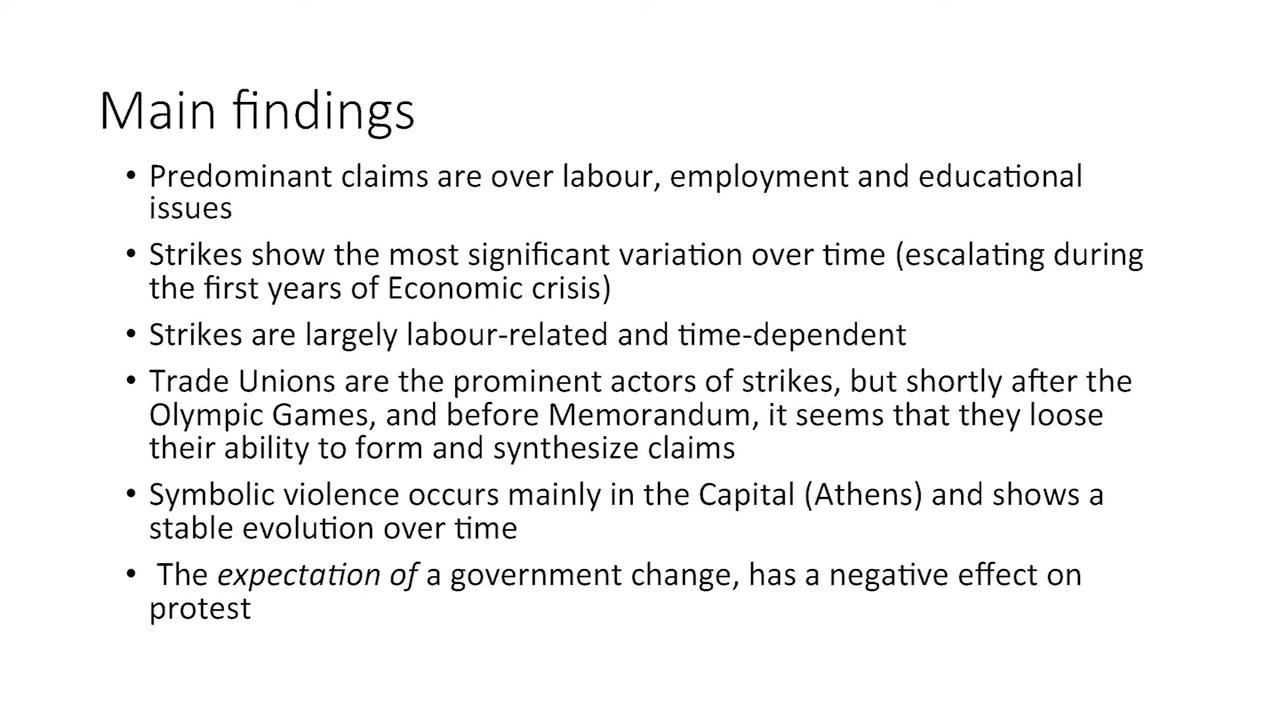 Main findings
• Predominant claims are over labour, employment and educational
issues
• Strikes show the most significant variation over time (escalating during
the first years of Economic crisis)
• Strikes are largely labour-related and time-dependent
• Trade Unions are the prominent actors of strikes, but shortly after the
Olympic Games, and before Memorandum, it seems that they loose
their ability to form and synthesize claims
• Symbolic violence occurs mainly in the Capital (Athens) and shows a
stable evolution over time
• The expectation of a government change, has a negative effect on
protest